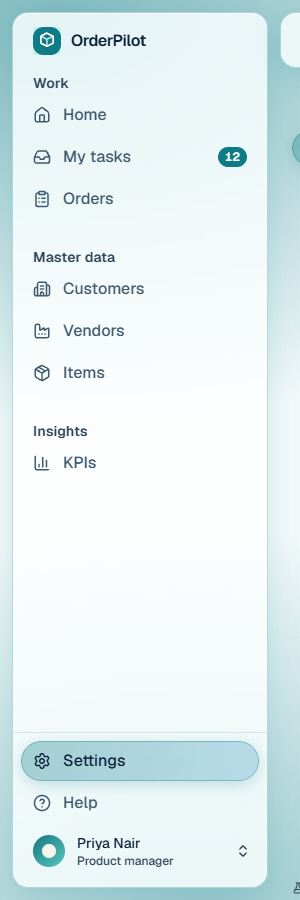 OrderPilot
Work
Home
My tasks 12
Orders
Master data
Customers
Vendors
Items
Insights
KPIs
Settings
Help
Priya Nair
Product manager